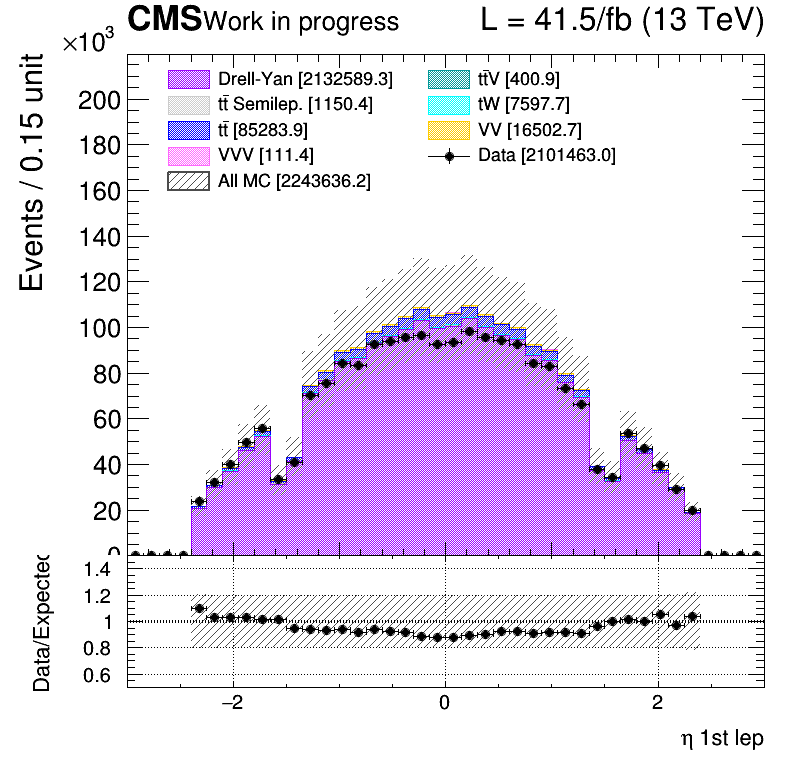 CMS Work in progress L = 41.5/fb (13 TeV)
×10³
Events / 0.15 unit
Drell-Yan [2132589.3]
tt̄ Semilep. [1150.4]
tt̄ [85283.9]
VVV [111.4]
All MC [2243636.2]
tt̄V [400.9]
tW [7597.7]
VV [16502.7]
Data [2101463.0]
200
180
160
140
120
100
80
60
40
20
0
Data/Expected
1.4
1.2
1
0.8
0.6
−2 0 2
η 1st lep